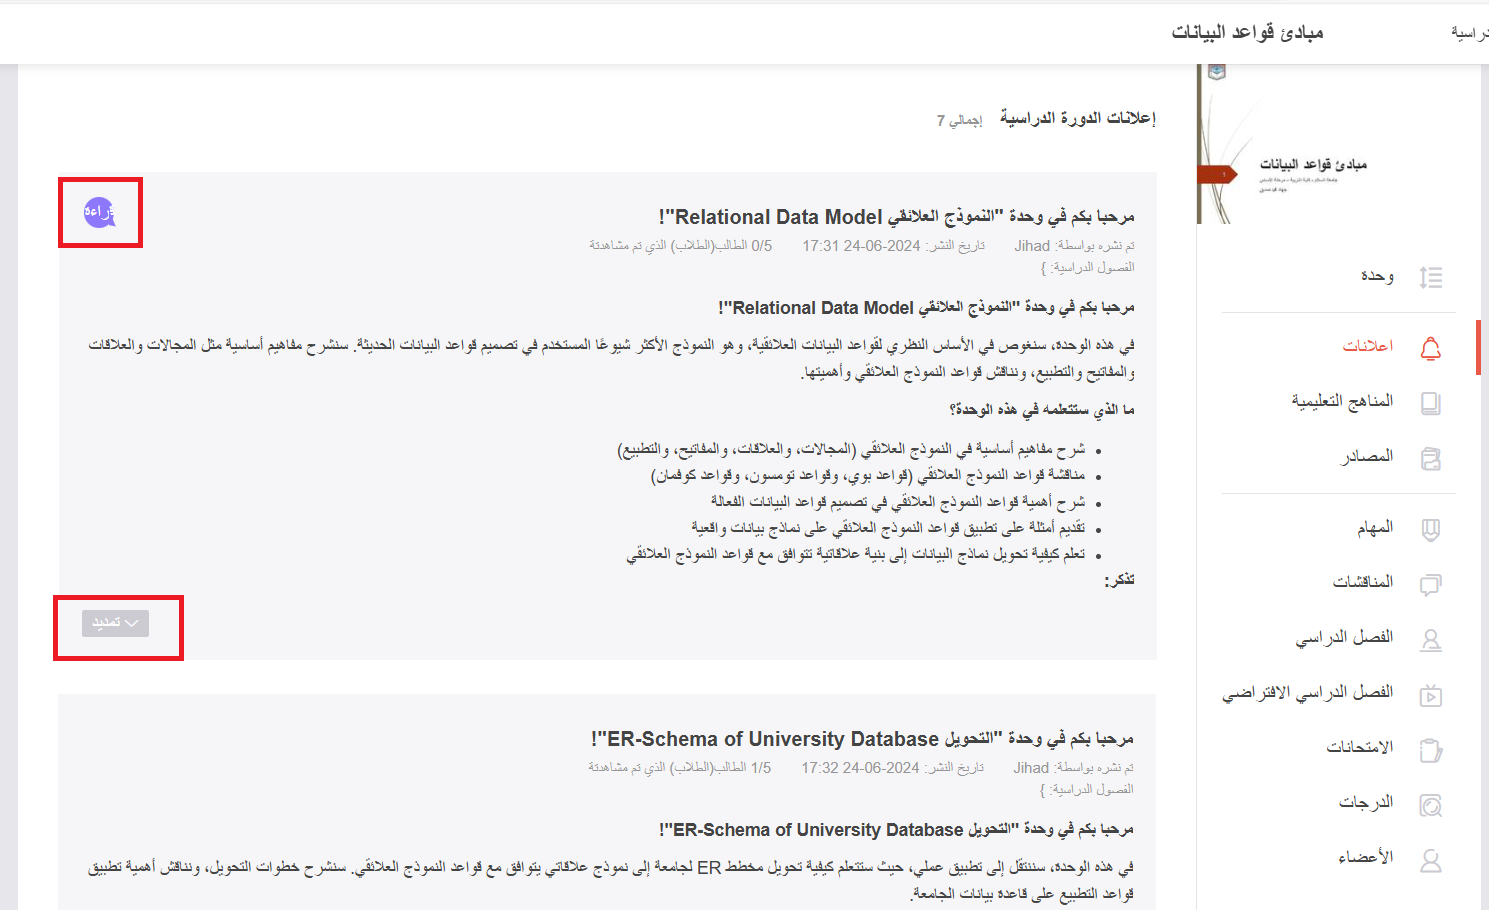 دراسية
مبادئ قواعد البيانات
مبادئ قواعد البيانات
1
إعلانات الدورة الدراسية إجمالي 7
وحدة
اعلانات
المناهج التعليمية
المصادر
المهام
المناقشات
الفصل الدراسي
الفصل الدراسي الافتراضي
الامتحانات
الدرجات
الأعضاء
مرحبا بكم في وحدة "النموذج العلائقي Relational Data Model"!
تم نشره بواسطة: Jihad تاريخ النشر: 2024-06-24 17:31 0/5 الطالب(الطلاب) الذي تم مشاهدتة
الفصول الدراسية: }
مرحبا بكم في وحدة "النموذج العلائقي Relational Data Model"!
في هذه الوحدة، سنغوص في الأساس النظري لقواعد البيانات العلائقية، وهو النموذج الأكثر شيوعًا المستخدم في تصميم قواعد البيانات الحديثة. سنشرح مفاهيم أساسية مثل المجالات والعلاقات
والمفاتيح والتطبيع، ونناقش قواعد النموذج العلائقي وأهميتها.
ما الذي ستتعلمه في هذه الوحدة؟
• شرح مفاهيم أساسية في النموذج العلائقي (المجالات، والعلاقات، والمفاتيح، والتطبيع)
• مناقشة قواعد النموذج العلائقي (قواعد بوي، وقواعد تومسون، وقواعد كوفمان)
• شرح أهمية قواعد النموذج العلائقي في تصميم قواعد البيانات الفعالة
• تقديم أمثلة على تطبيق قواعد النموذج العلائقي على نماذج بيانات واقعية
• تعلم كيفية تحويل نماذج البيانات إلى بنية علاقاتية تتوافق مع قواعد النموذج العلائقي
تذكر:
تمديد
مرحبا بكم في وحدة "التحويل ER-Schema of University Database"!
تم نشره بواسطة: Jihad تاريخ النشر: 2024-06-24 17:32 1/5 الطالب(الطلاب) الذي تم مشاهدتة
الفصول الدراسية: }
مرحبا بكم في وحدة "التحويل ER-Schema of University Database"!
في هذه الوحدة، سننتقل إلى تطبيق عملي، حيث ستتعلم كيفية تحويل مخطط ER لجامعة إلى نموذج علاقاتي يتوافق مع قواعد النموذج العلائقي. سنشرح خطوات التحويل، ونناقش أهمية تطبيق
قواعد التطبيع على قاعدة بيانات الجامعة.